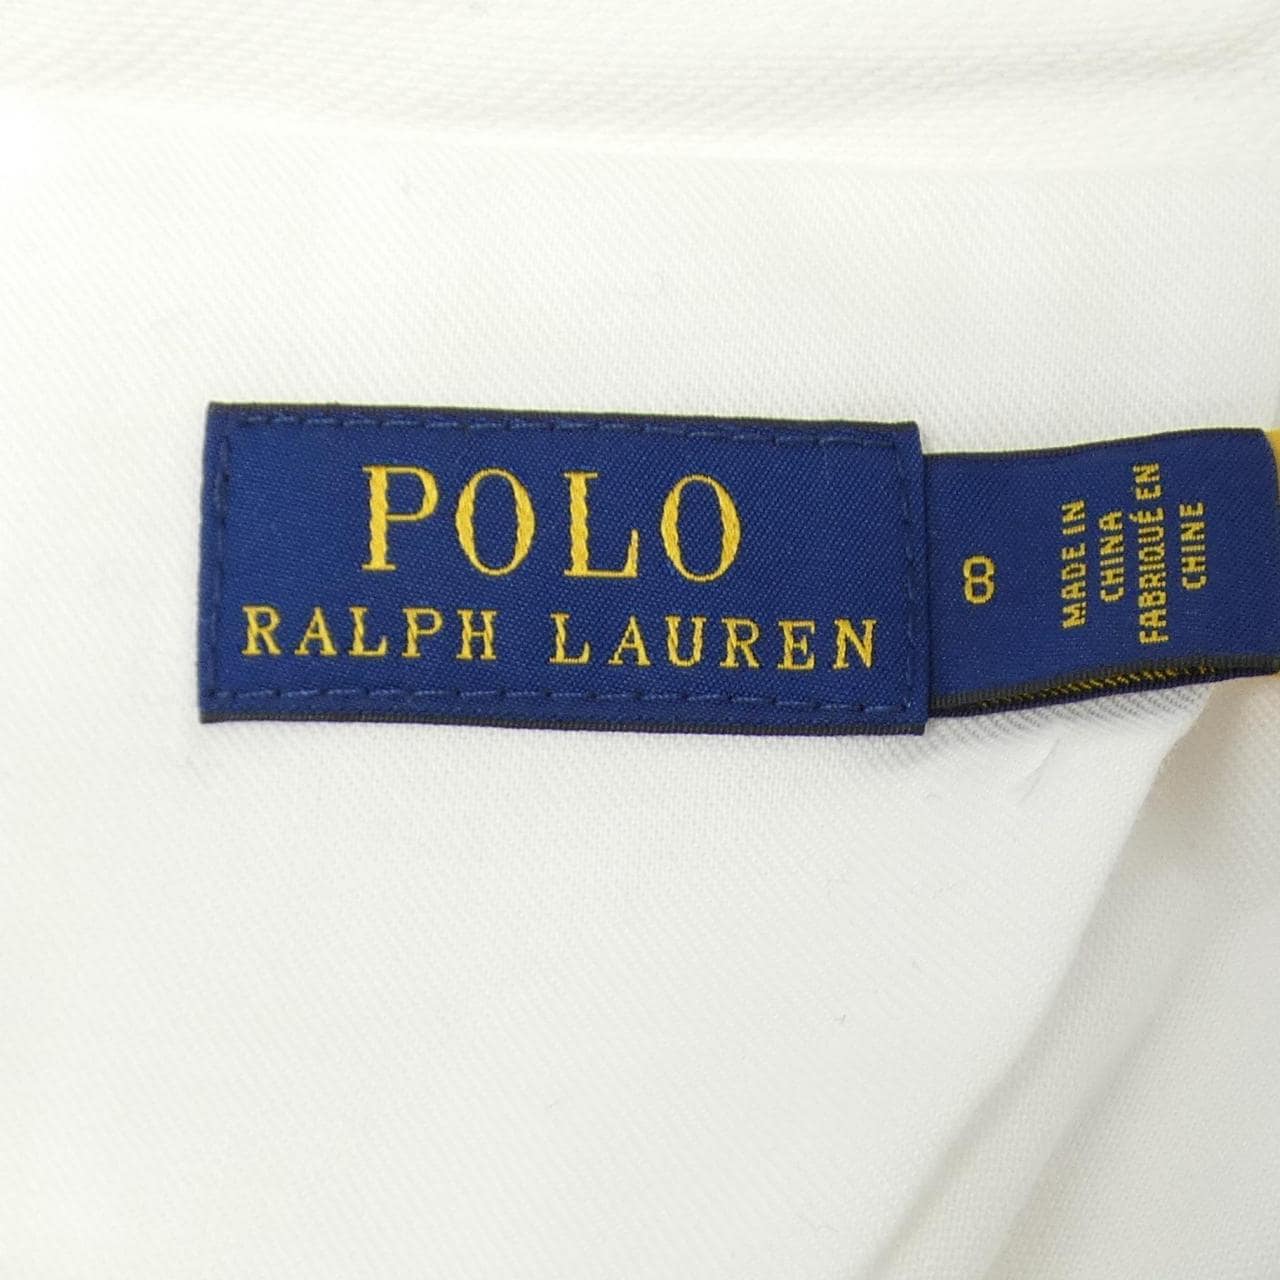 POLO
RALPH LAUREN
8
MADE IN
CHINA
FABRIQUÉ EN
CHINE